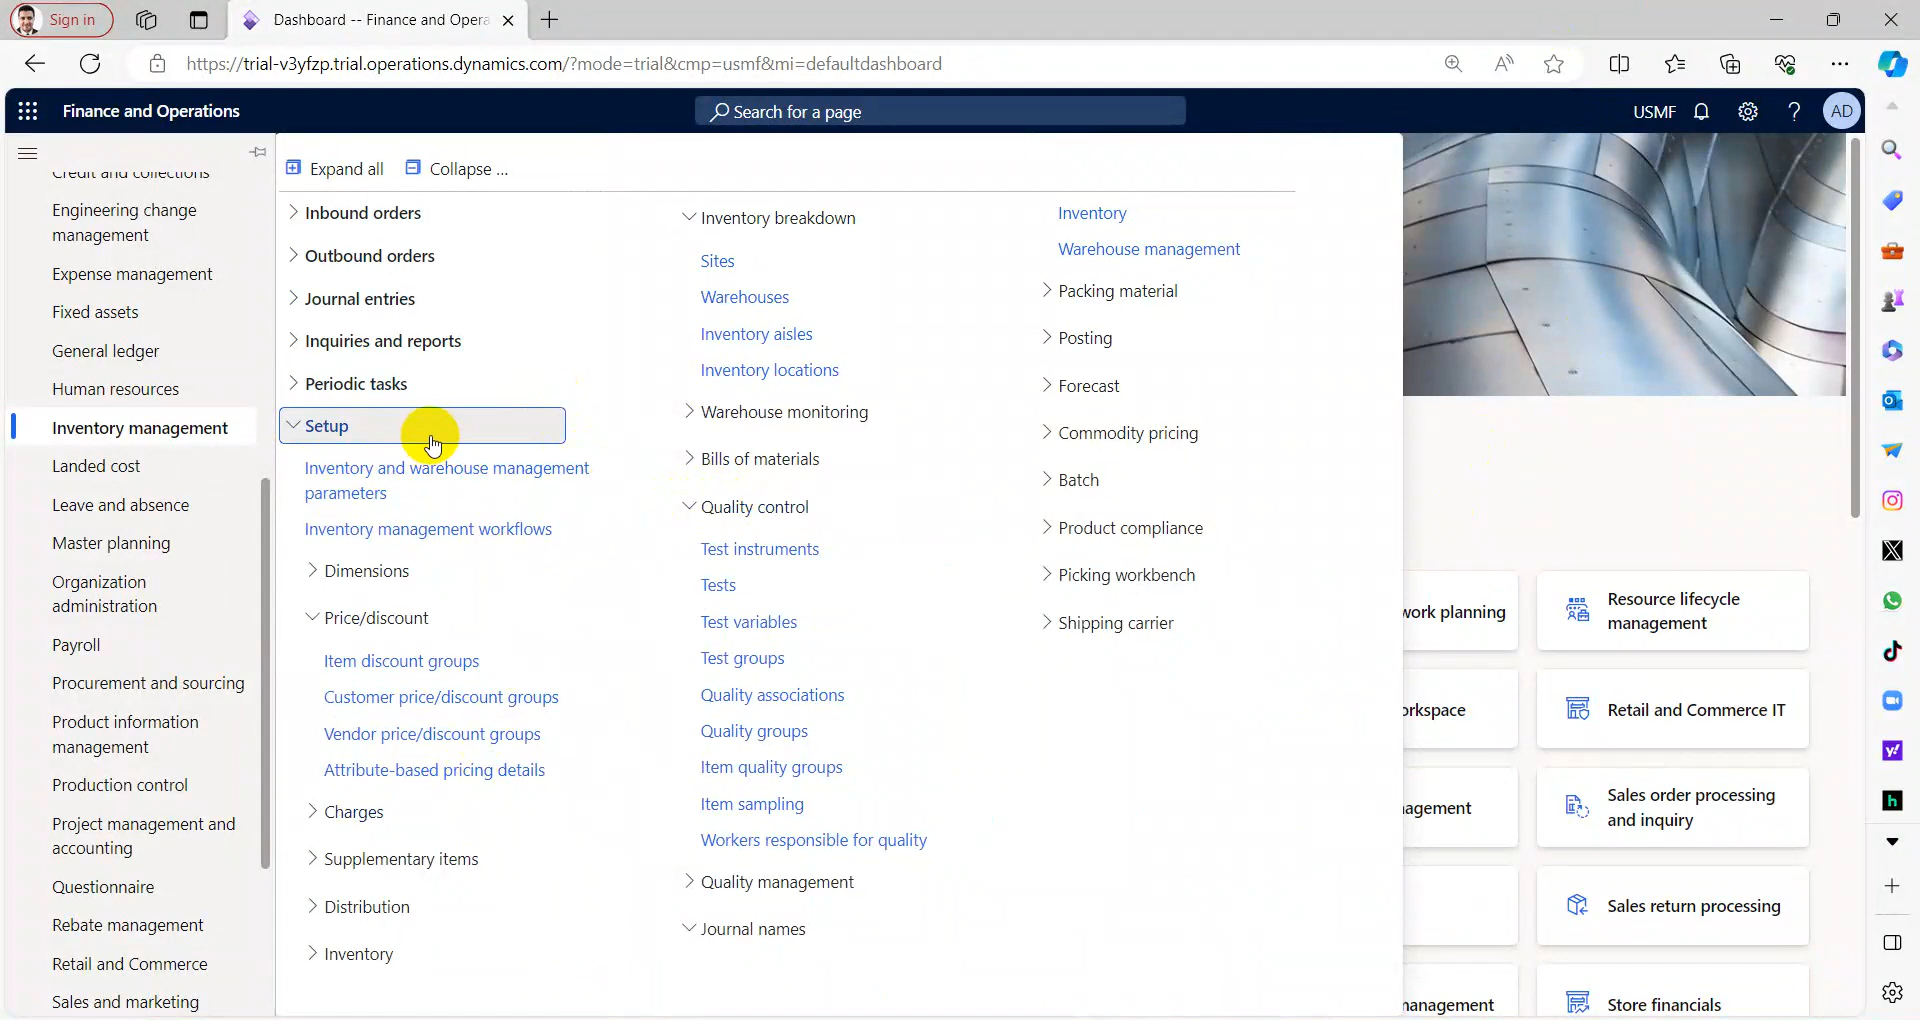 Sign in
Dashboard -- Finance and Opera
https://trial-v3yfzp.trial.operations.dynamics.com/?mode=trial&cmp=usmf&mi=defaultdashboard
Finance and Operations
Search for a page
USMF
AD
Credit and collections
Engineering change
management
Expense management
Fixed assets
General ledger
Human resources
Inventory management
Landed cost
Leave and absence
Master planning
Organization
administration
Payroll
Procurement and sourcing
Product information
management
Production control
Project management and
accounting
Questionnaire
Rebate management
Retail and Commerce
Sales and marketing
Expand all
Collapse ...
Inbound orders
Outbound orders
Journal entries
Inquiries and reports
Periodic tasks
Setup
Inventory and warehouse management
parameters
Inventory management workflows
Dimensions
Price/discount
Item discount groups
Customer price/discount groups
Vendor price/discount groups
Attribute-based pricing details
Charges
Supplementary items
Distribution
Inventory
Inventory breakdown
Sites
Warehouses
Inventory aisles
Inventory locations
Warehouse monitoring
Bills of materials
Quality control
Test instruments
Tests
Test variables
Test groups
Quality associations
Quality groups
Item quality groups
Item sampling
Workers responsible for quality
Quality management
Journal names
Inventory
Warehouse management
Packing material
Posting
Forecast
Commodity pricing
Batch
Product compliance
Picking workbench
Shipping carrier
work planning
orkspace
nagement
nanagement
Resource lifecycle
management
Retail and Commerce IT
Sales order processing
and inquiry
Sales return processing
Store financials